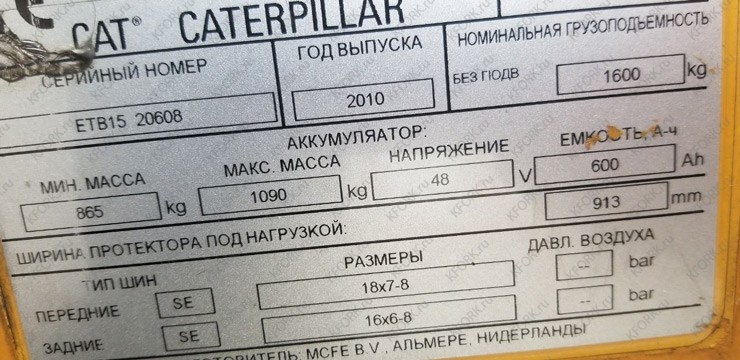 CAT® CATERPILLAR
СЕРИЙНЫЙ НОМЕР
ГОД ВЫПУСКА
НОМИНАЛЬНАЯ ГРУЗОПОДЪЕМНОСТЬ
ETB15 20608
2010
БЕЗ ПОДВ
1600
kg
АККУМУЛЯТОР:
МИН. МАССА
МАКС. МАССА
НАПРЯЖЕНИЕ
ЕМКОСТЬ, А-ч
865 kg
1090 kg
48 V
600 Ah
ШИРИНА ПРОТЕКТОРА ПОД НАГРУЗКОЙ:
913 mm
ТИП ШИН
РАЗМЕРЫ
ДАВЛ. ВОЗДУХА
ПЕРЕДНИЕ SE 18x7-8 -- bar
ЗАДНИЕ SE 16x6-8 -- bar
MCFE B.V., АЛЬМЕРЕ, НИДЕРЛАНДЫ
KFORK.ru